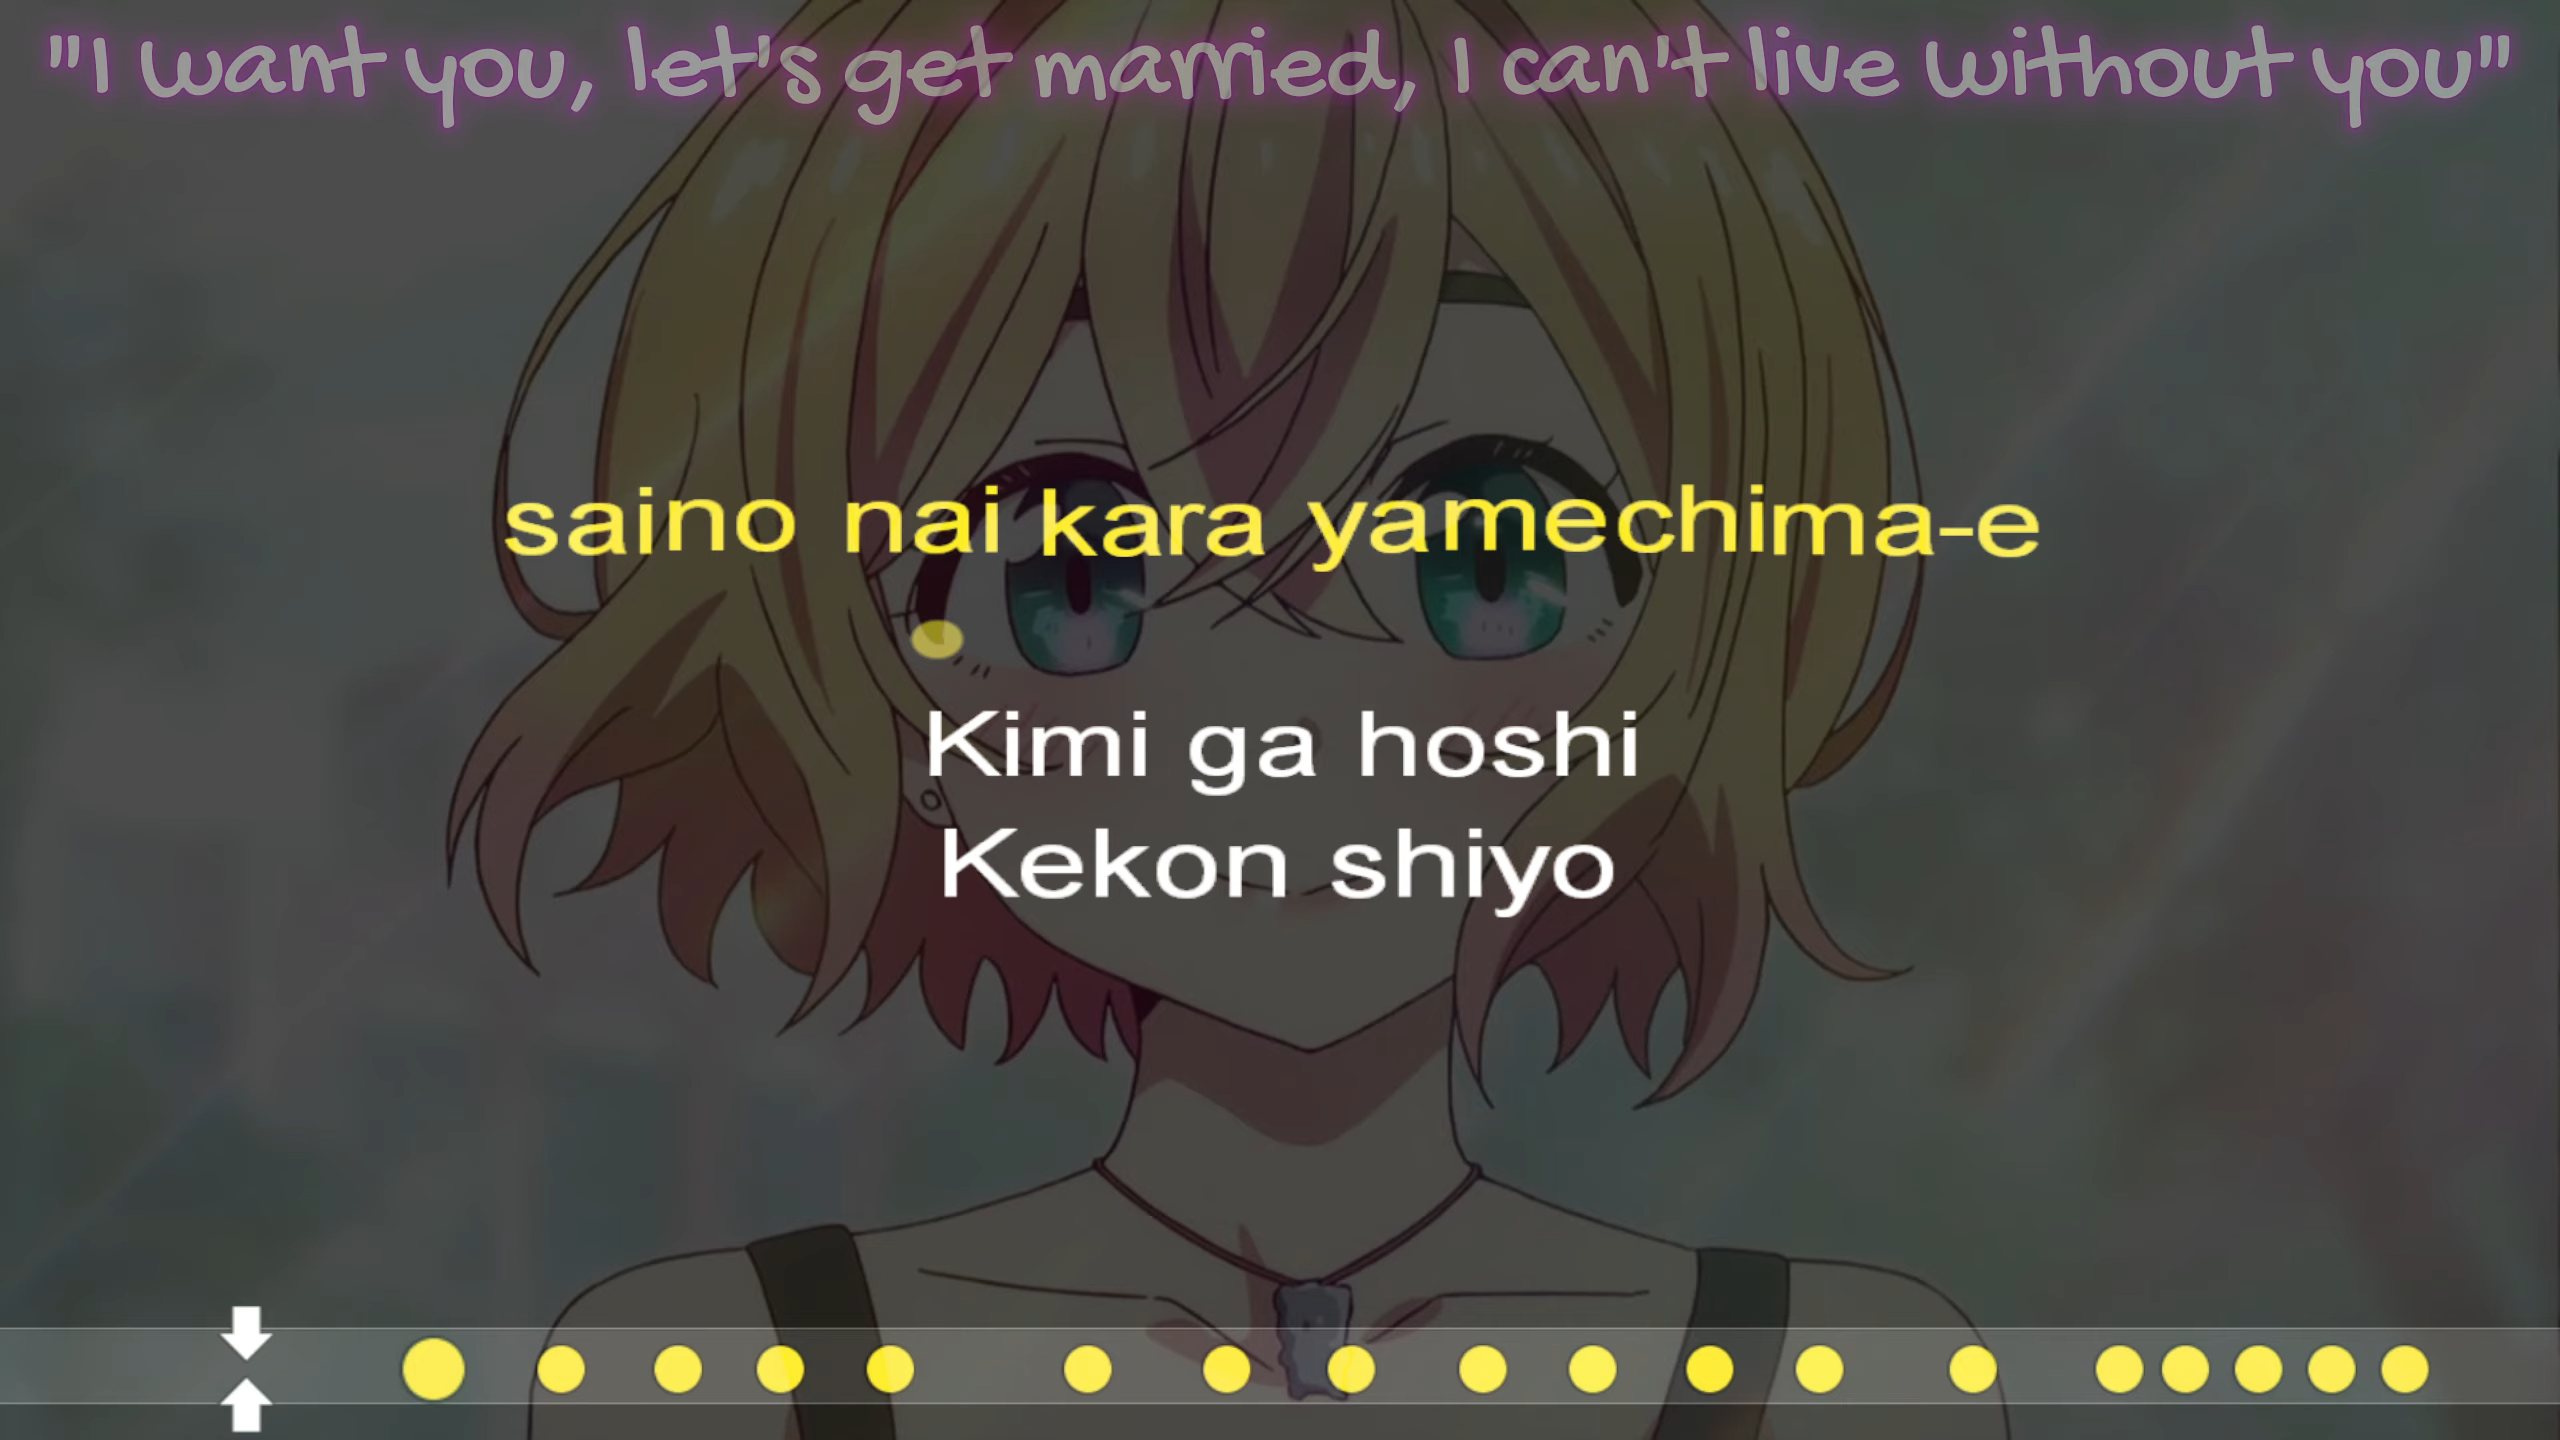 "I want you, let's get married, I can't live without you"
saino nai kara yamechima-e
Kimi ga hoshi
Kekon shiyo